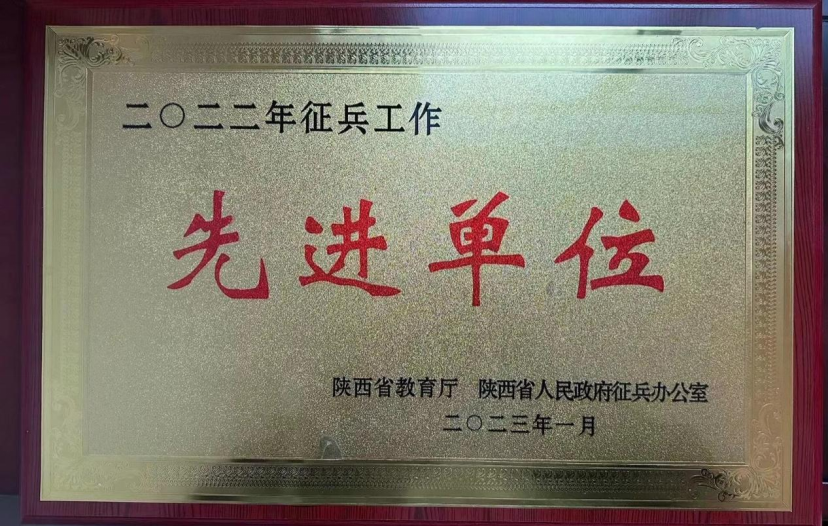 二〇二二年征兵工作
先进单位
陕西省教育厅 陕西省人民政府征兵办公室
二〇二三年一月